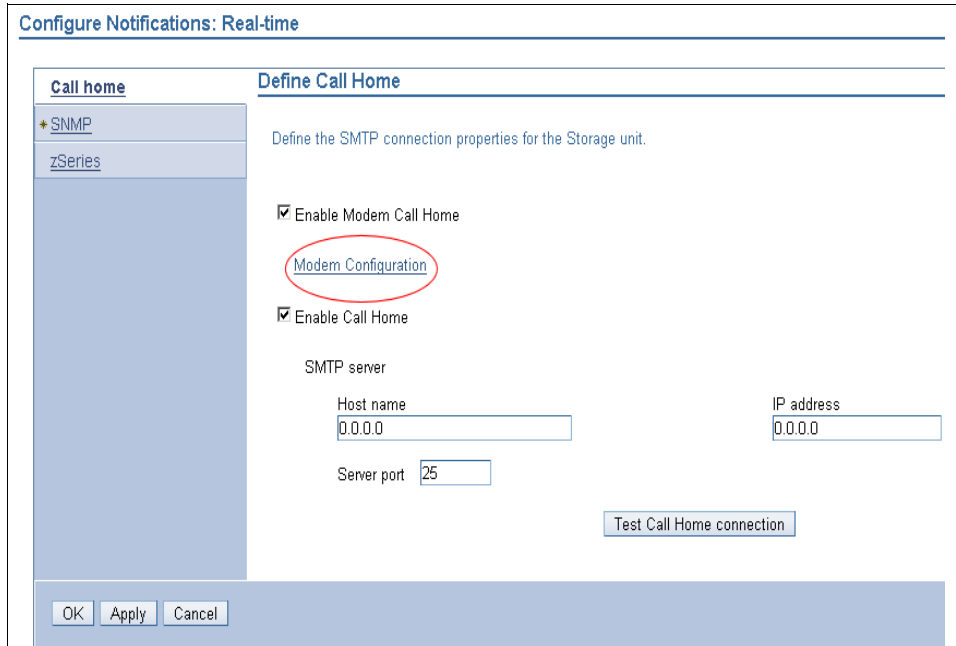 Configure Notifications: Real-time
Call home
* SNMP
zSeries
Define Call Home
Define the SMTP connection properties for the Storage unit.
Enable Modem Call Home
Modem Configuration
Enable Call Home
SMTP server
Host name
IP address
0.0.0.0
0.0.0.0
Server port 25
Test Call Home connection
OK Apply Cancel